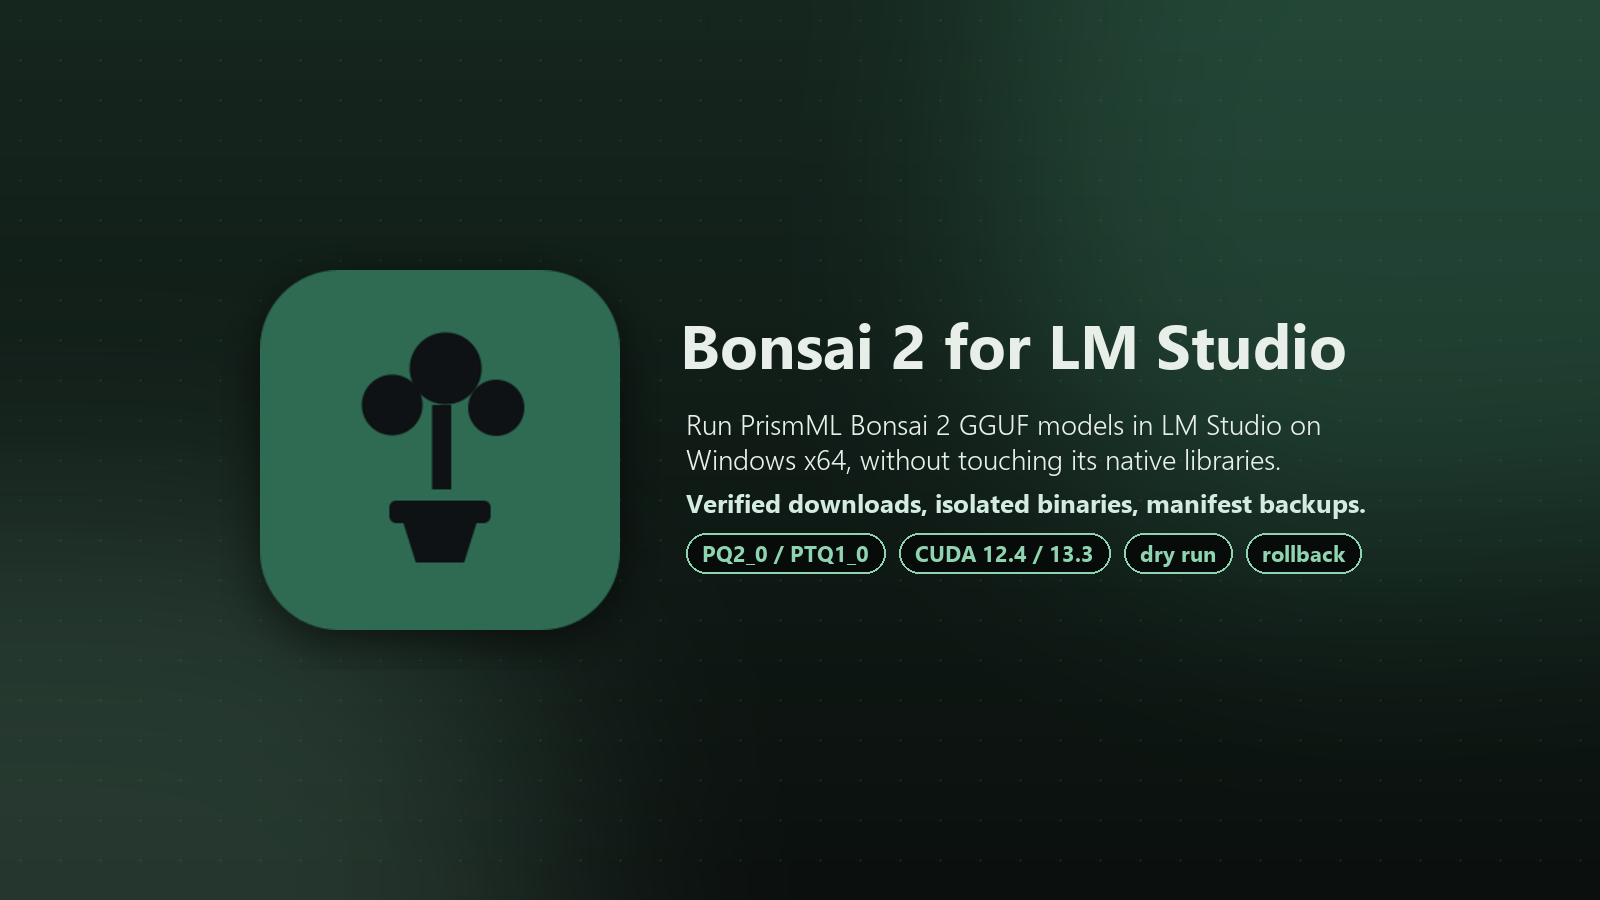 Bonsai 2 for LM Studio
Run PrismML Bonsai 2 GGUF models in LM Studio on
Windows x64, without touching its native libraries.
Verified downloads, isolated binaries, manifest backups.
PQ2_0 / PTQ1_0 CUDA 12.4 / 13.3 dry run rollback